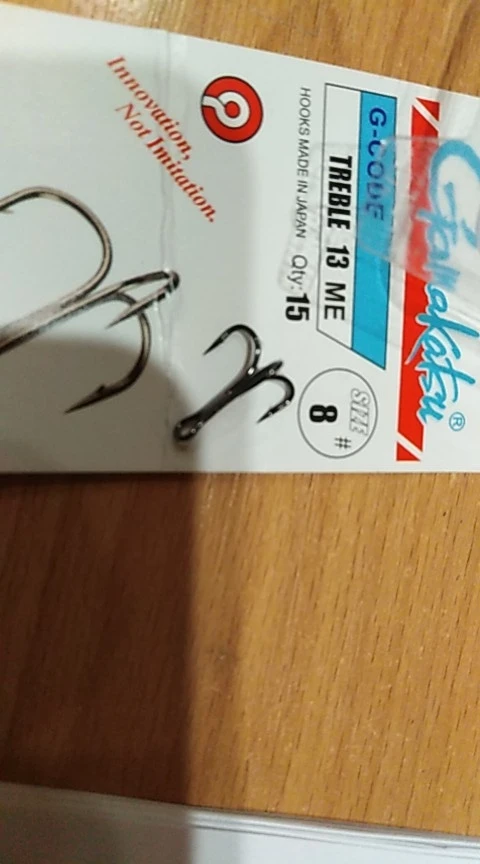 Gamakatsu®
G-CODE
TREBLE 13 ME
SIZE
8 #
HOOKS MADE IN JAPAN Qty:15
Innovation,
Not Imitation.